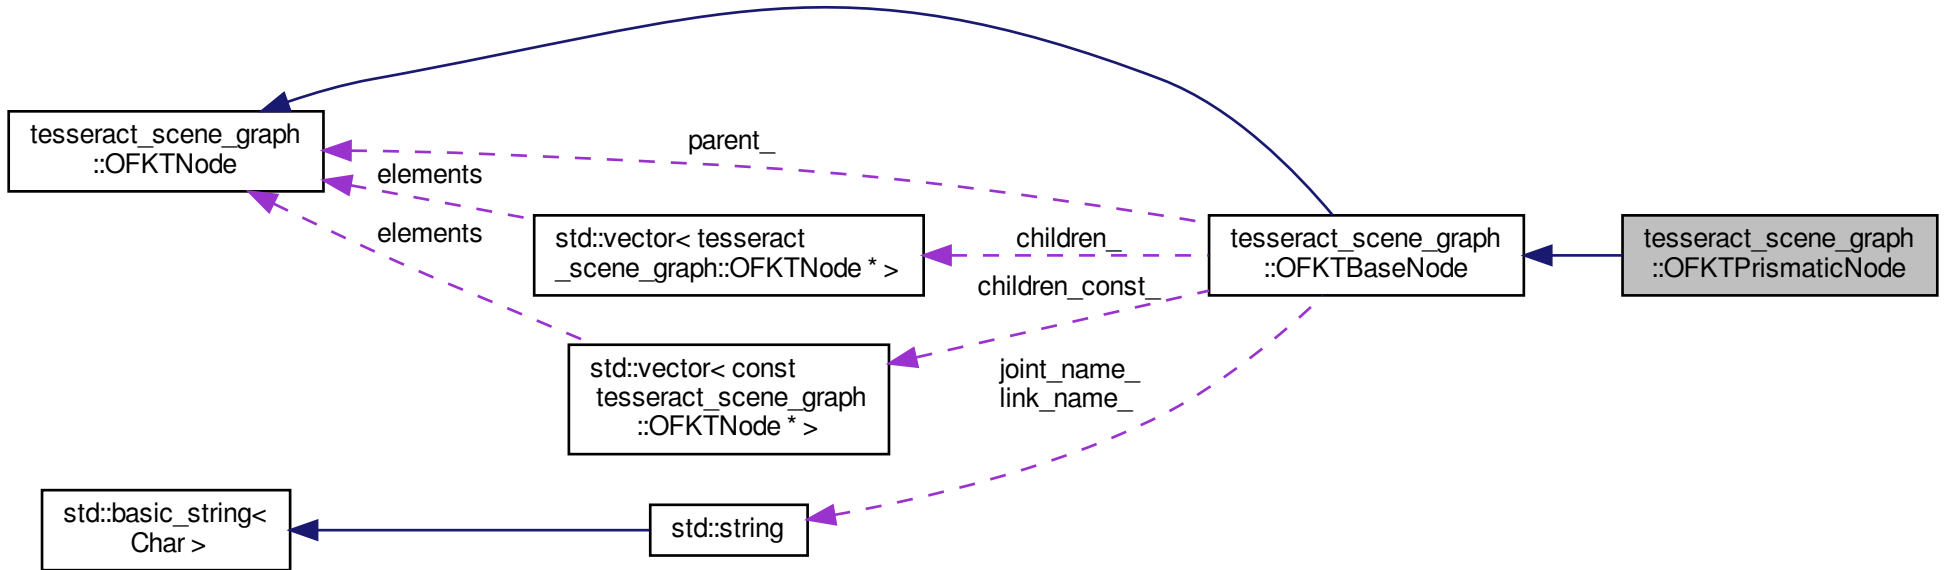 tesseract_scene_graph
::OFKTNode
parent_
elements
elements
std::vector< tesseract
_scene_graph::OFKTNode * >
children_
children_const_
tesseract_scene_graph
::OFKTBaseNode
tesseract_scene_graph
::OFKTPrismaticNode
std::vector< const
tesseract_scene_graph
::OFKTNode * >
joint_name_
link_name_
std::basic_string<
Char >
std::string